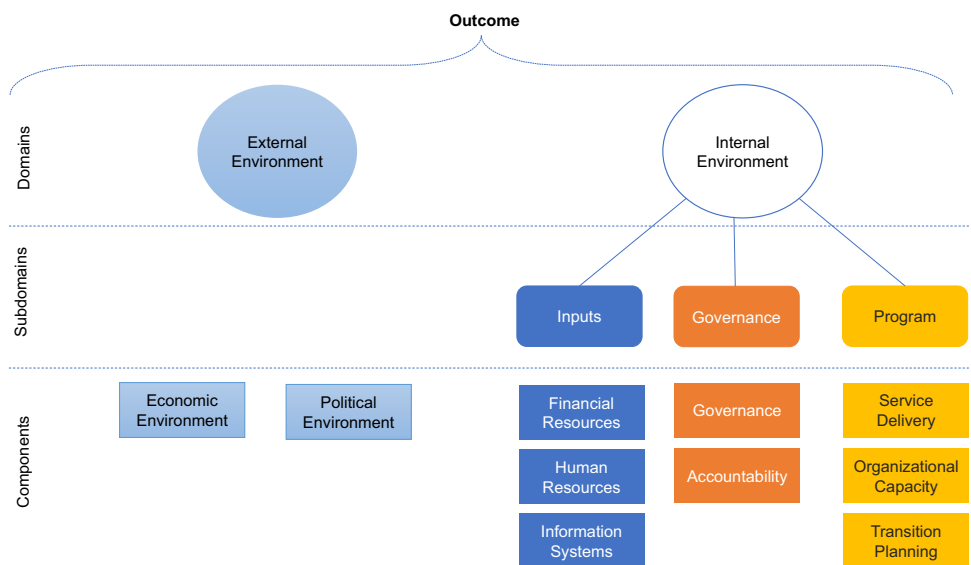 Outcome
Domains
External
Environment
Internal
Environment
Subdomains
Inputs
Governance
Program
Components
Economic
Environment
Political
Environment
Financial
Resources
Governance
Service
Delivery
Human
Resources
Accountability
Organizational
Capacity
Information
Systems
Transition
Planning